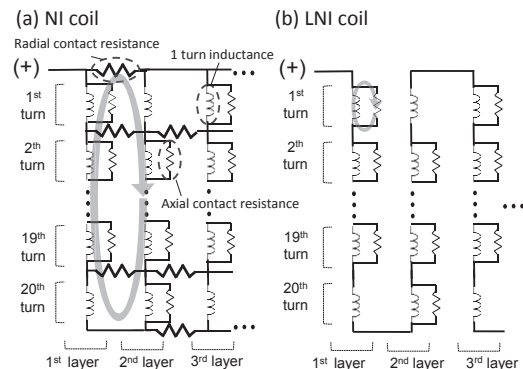 (a) NI coil
(b) LNI coil
Radial contact resistance
1 turn inductance
(+)
(+)
1st
turn
1st
turn
2th
turn
2th
turn
Axial contact resistance
19th
turn
19th
turn
20th
turn
20th
turn
1st layer
2nd layer
3rd layer
1st layer
2nd layer
3rd layer